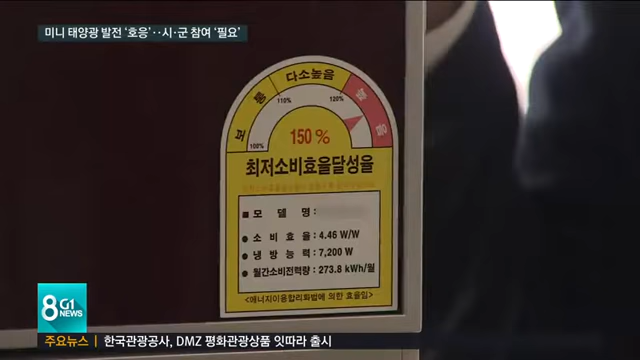 미니 태양광 발전 '호응'‥시·군 참여 '필요'
보통
다소높음
높음
100%
110%
120%
150 %
최저소비효율달성율
■ 모 델 명 :
● 소 비 효 율 : 4.46 W/W
● 냉 방 능 력 : 7,200 W
● 월간소비전력량 : 273.8 kWh/월
<에너지이용합리화법에 의한 효율임>
8 G1
NEWS
주요뉴스 | 한국관광공사, DMZ 평화관광상품 잇따라 출시